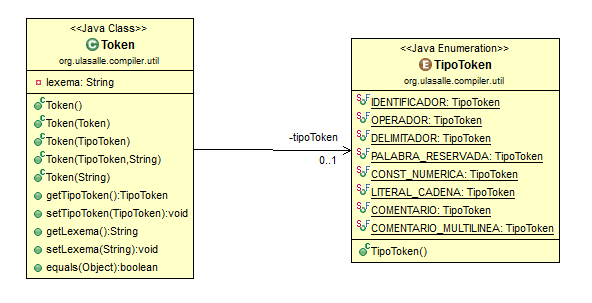 <<Java Class>>
Token
org.ulasalle.compiler.util
lexema: String
Token()
Token(Token)
Token(TipoToken)
Token(TipoToken,String)
Token(String)
getTipoToken():TipoToken
setTipoToken(TipoToken):void
getLexema():String
setLexema(String):void
equals(Object):boolean
-tipoToken
0..1
<<Java Enumeration>>
TipoToken
org.ulasalle.compiler.util
IDENTIFICADOR: TipoToken
OPERADOR: TipoToken
DELIMITADOR: TipoToken
PALABRA_RESERVADA: TipoToken
CONST_NUMERICA: TipoToken
LITERAL_CADENA: TipoToken
COMENTARIO: TipoToken
COMENTARIO_MULTILINEA: TipoToken
TipoToken()